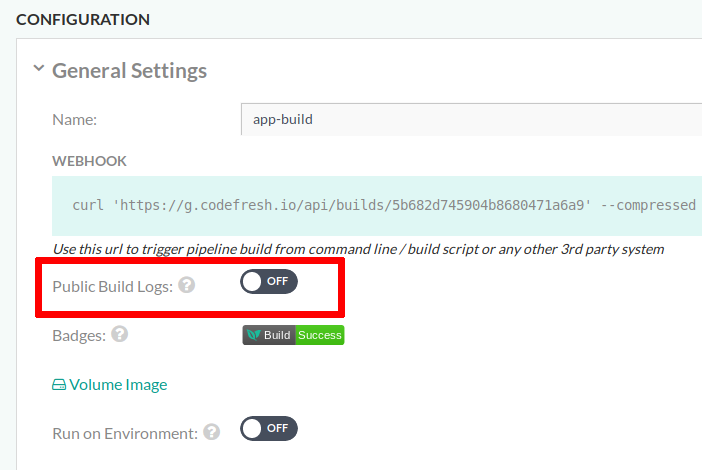 CONFIGURATION
General Settings
Name: app-build
WEBHOOK
curl 'https://g.codefresh.io/api/builds/5b682d745904b8680471a6a9' --compressed
Use this url to trigger pipeline build from command line / build script or any other 3rd party system
Public Build Logs: ? OFF
Badges: ? Build Success
Volume Image
Run on Environment: ? OFF